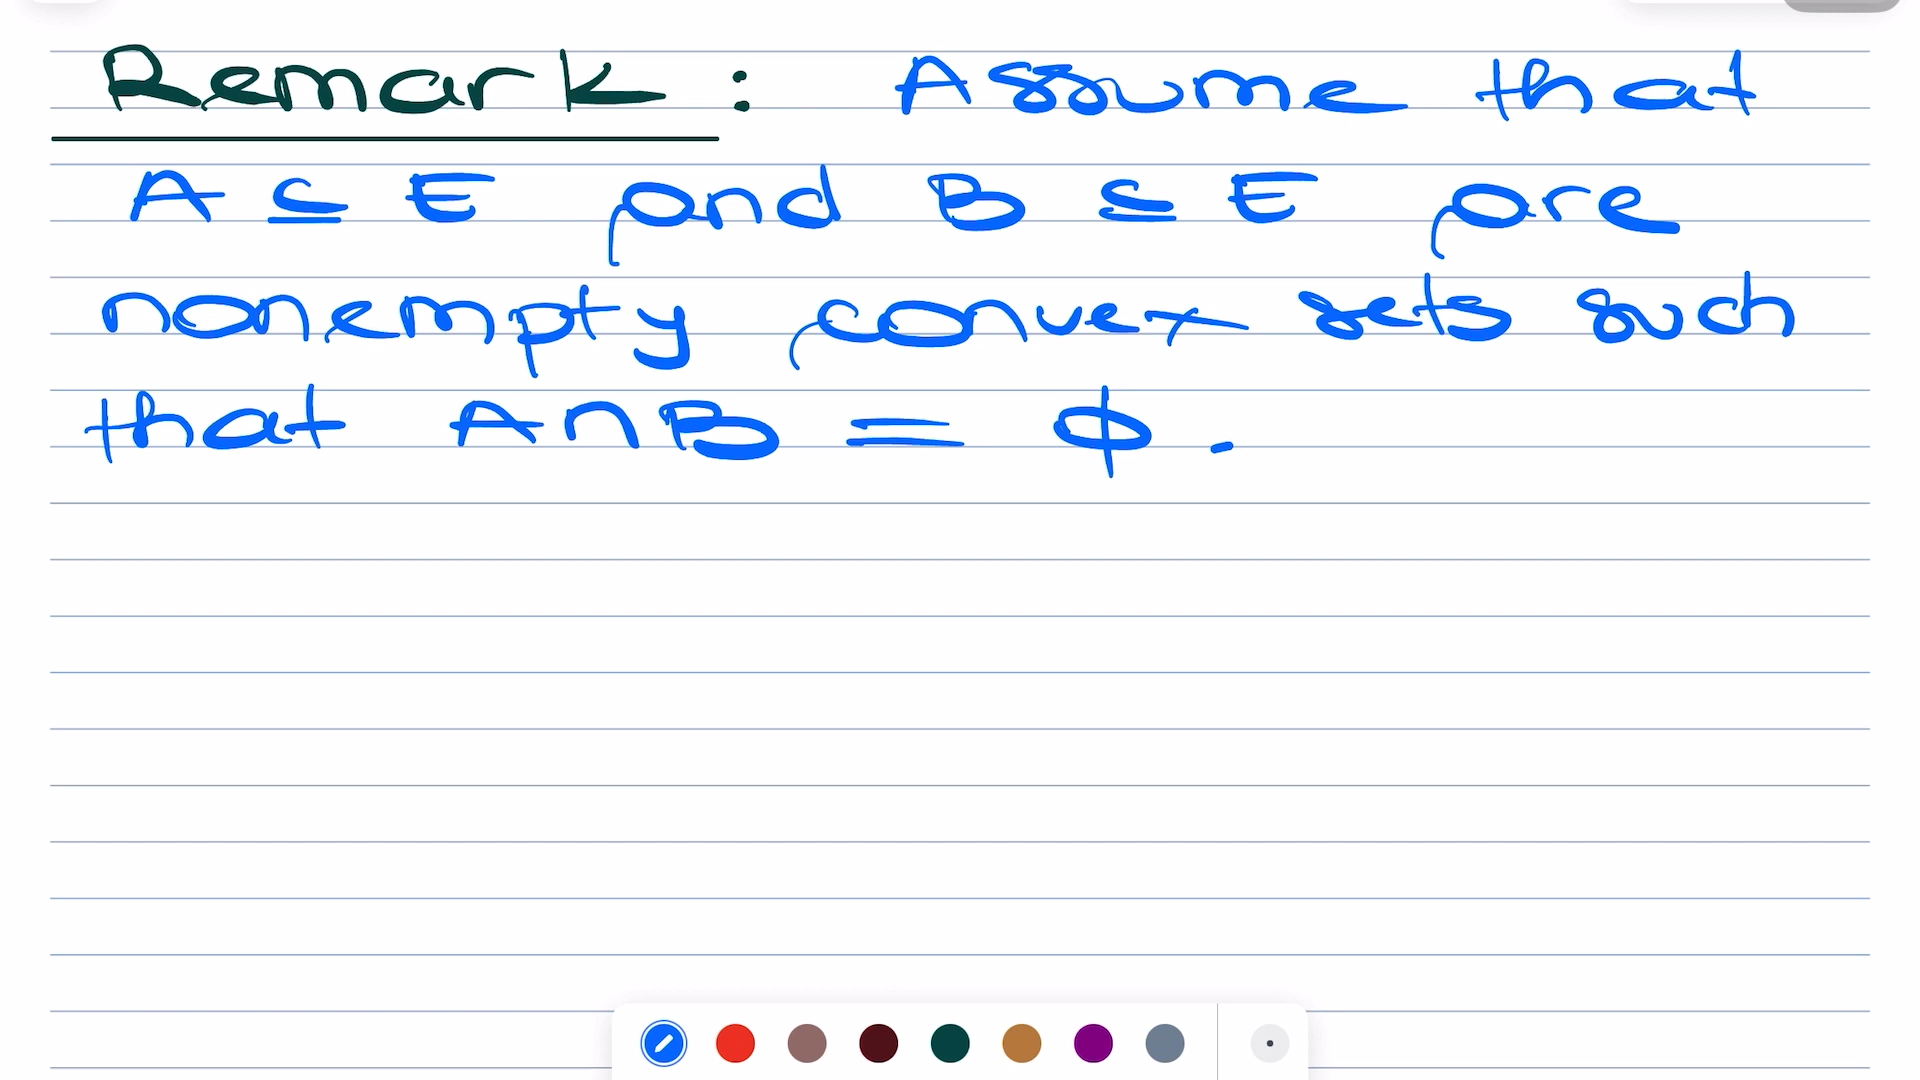 Remark : Assume that
A ⊆ E and B ⊆ E are
nonempty convex sets such
that A∩B = ϕ.